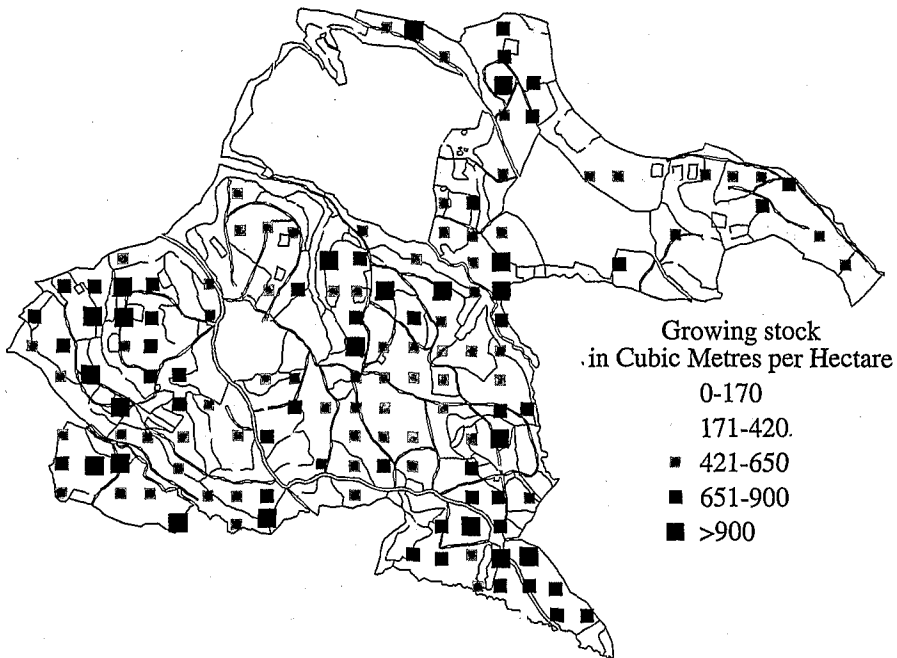 Growing stock
in Cubic Metres per Hectare
0-170
171-420.
421-650
651-900
>900